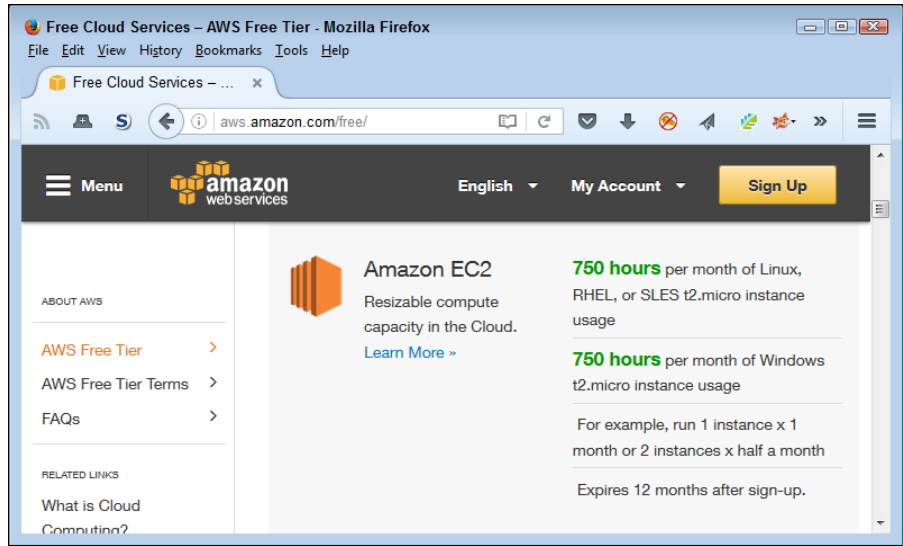 Free Cloud Services – AWS Free Tier - Mozilla Firefox
File Edit View History Bookmarks Tools Help
Free Cloud Services – ...
aws.amazon.com/free/
Menu
amazon
webservices
English
My Account
Sign Up
ABOUT AWS
AWS Free Tier
AWS Free Tier Terms
FAQs
RELATED LINKS
What is Cloud
Computing?
Amazon EC2
Resizable compute
capacity in the Cloud.
Learn More »
750 hours per month of Linux,
RHEL, or SLES t2.micro instance
usage
750 hours per month of Windows
t2.micro instance usage
For example, run 1 instance x 1
month or 2 instances x half a month
Expires 12 months after sign-up.